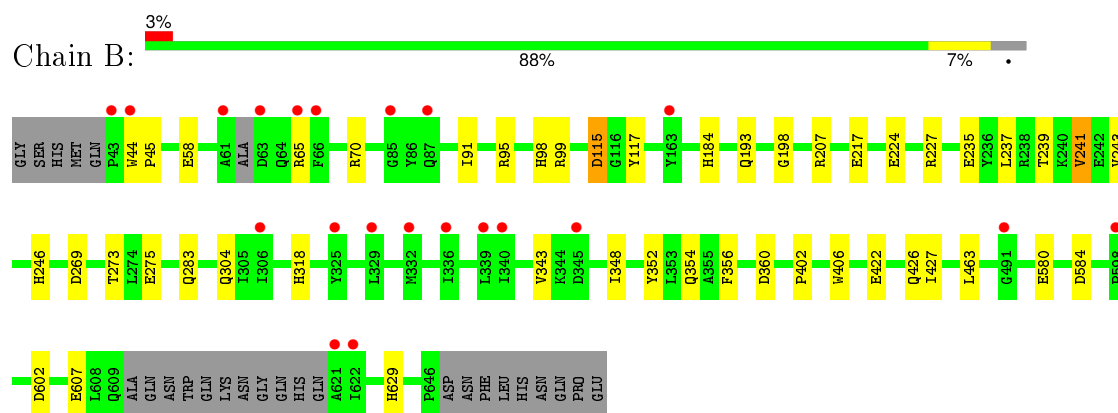 3%
Chain B:
88% 7% •
GLY SER HIS MET GLN P43 W44 P45 E58 A61 ALA D63 Q64 R65 F66 R70 G85 Y86 Q87 I91 R95 H98 R99 D115 G116 Y117 Y163 H184 Q193 G198 R207 E217 E224 R227 E235 Y236 L237 R238 T239 K240 V241 E242 V243
H246 D269 T273 L274 E275 Q283 Q304 I305 I306 H318 Y325 L329 M332 I336 L339 I340 V343 K344 D345 I348 Y352 L353 Q354 A355 F356 D360 P402 W406 E422 Q426 I427 L463 G491 E580 D584
D602 E607 L608 Q609 ALA GLN ASN TRP GLN LYS ASN GLY GLN HIS GLN A621 I622 H629 P646 ASP ASN PHE LEU HIS ASN GLN PRO GLU